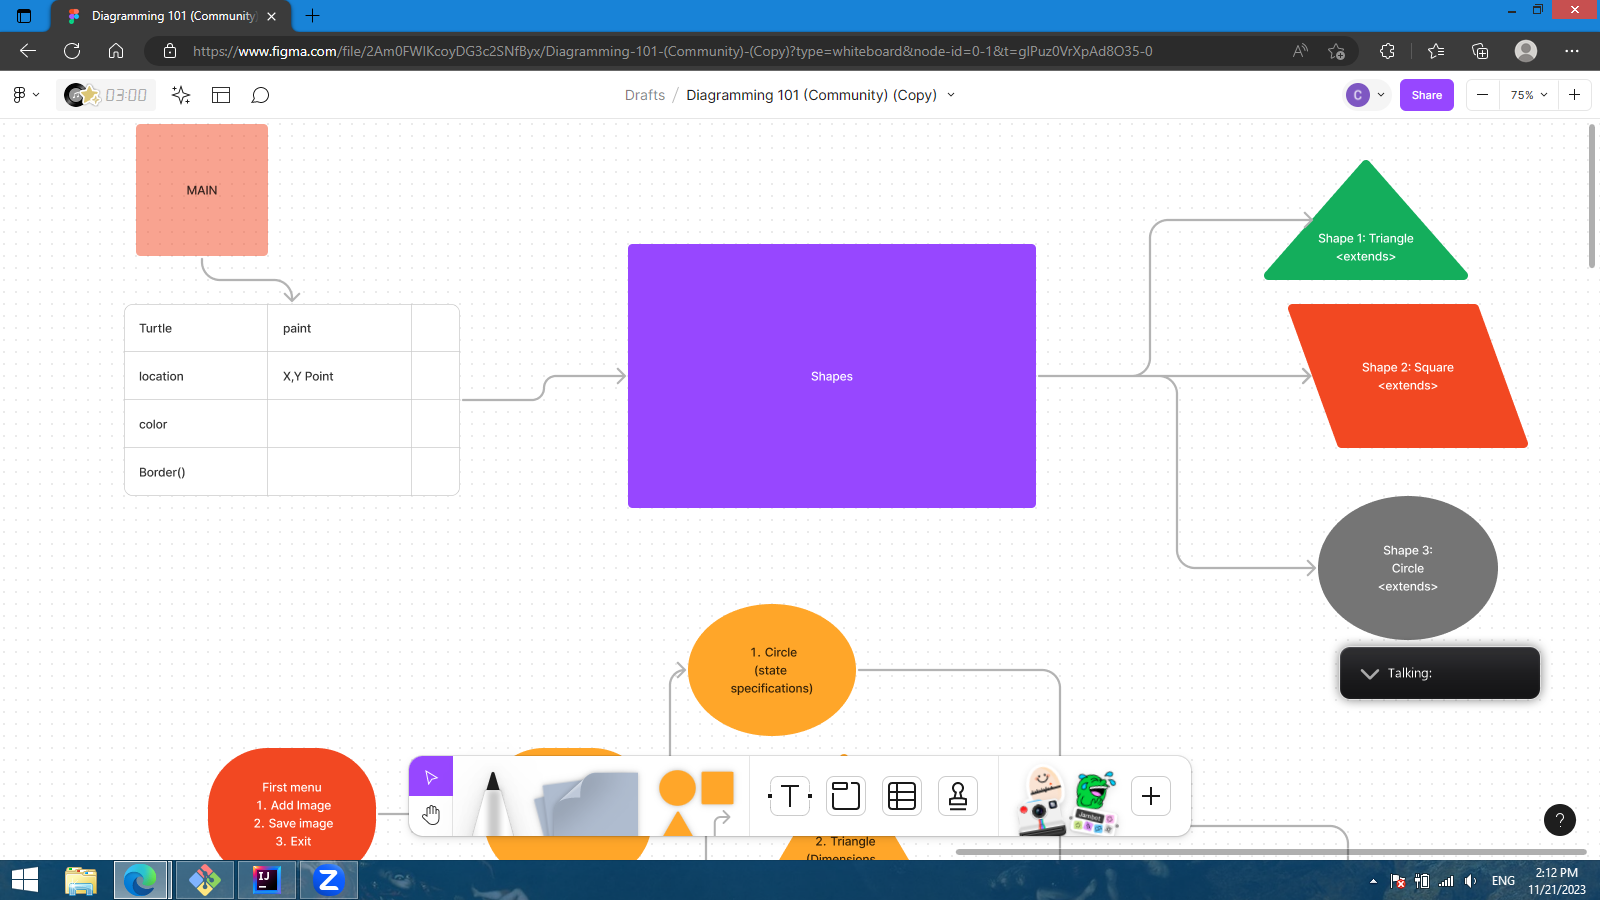 Diagramming 101 (Community)
https://www.figma.com/file/2Am0FWIKcoyDG3c2SNfByx/Diagramming-101-(Community)-(Copy)?type=whiteboard&node-id=0-1&t=gIPuz0VrXpAd8O35-0
03:00
Drafts / Diagramming 101 (Community) (Copy)
C
Share
75%
MAIN
Turtle
paint
location
X,Y Point
color
Border()
Shapes
Shape 1: Triangle
<extends>
Shape 2: Square
<extends>
Shape 3:
Circle
<extends>
Talking:
1. Circle
(state
specifications)
First menu
1. Add Image
2. Save image
3. Exit
2. Triangle
(Dimensions
T
Jambot
?
IJ
Z
ENG
2:12 PM
11/21/2023